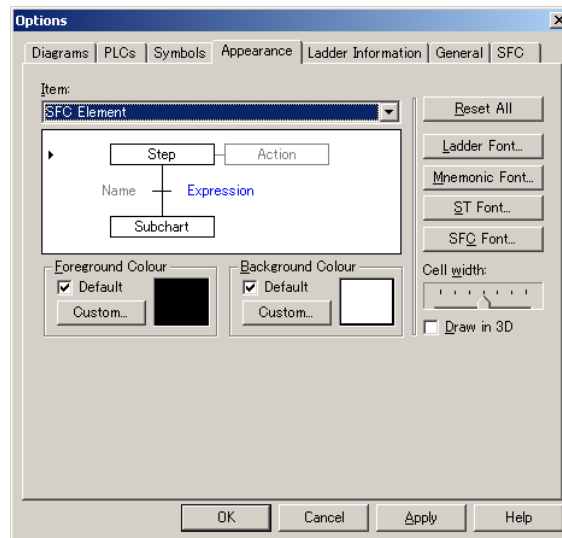 Options
Diagrams PLCs Symbols Appearance Ladder Information General SFC
Item:
SFC Element
Reset All
Step Action
Ladder Font...
Name Expression
Mnemonic Font...
Subchart
ST Font...
SFC Font...
Foreground Colour Background Colour Cell width:
Default Default
Custom... Custom...
Draw in 3D
OK Cancel Apply Help